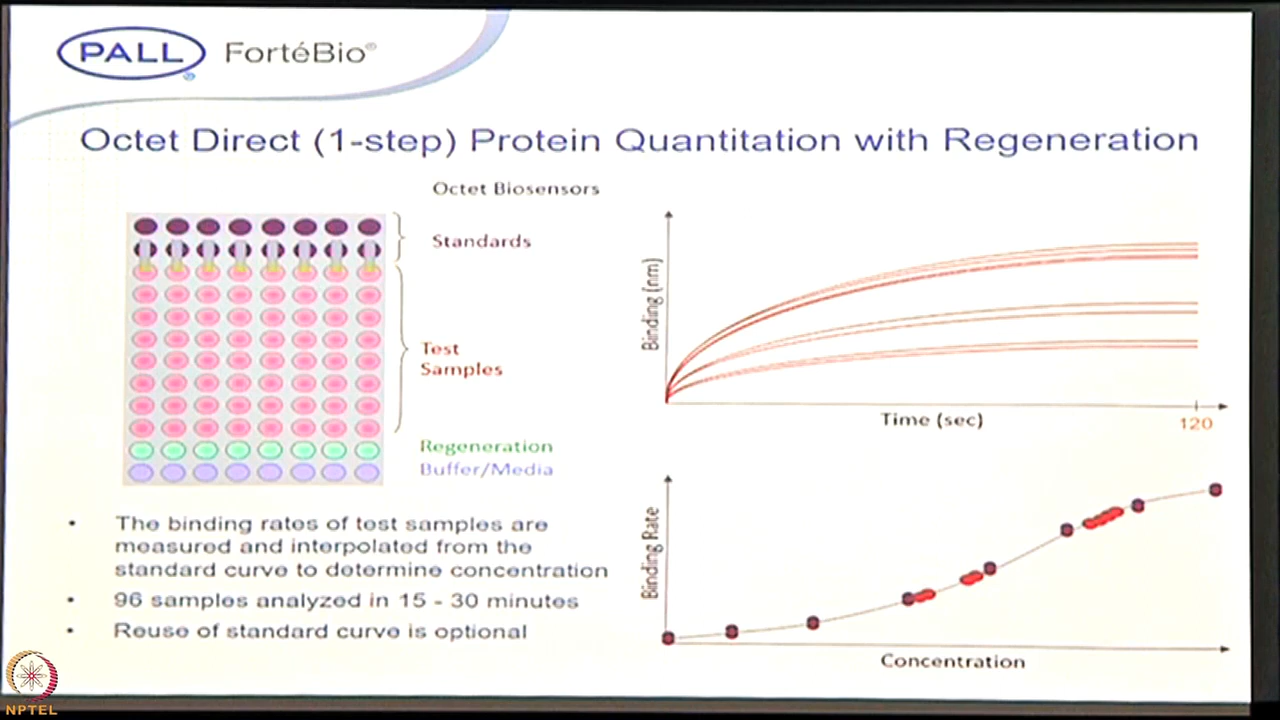 PALL
®
FortéBio®
Octet Direct (1-step) Protein Quantitation with Regeneration
Octet Biosensors
Standards
Test
Samples
Regeneration
Buffer/Media
• The binding rates of test samples are
measured and interpolated from the
standard curve to determine concentration
• 96 samples analyzed in 15 - 30 minutes
• Reuse of standard curve is optional
Binding (nm)
Time (sec)
120
Binding Rate
Concentration
NPTEL